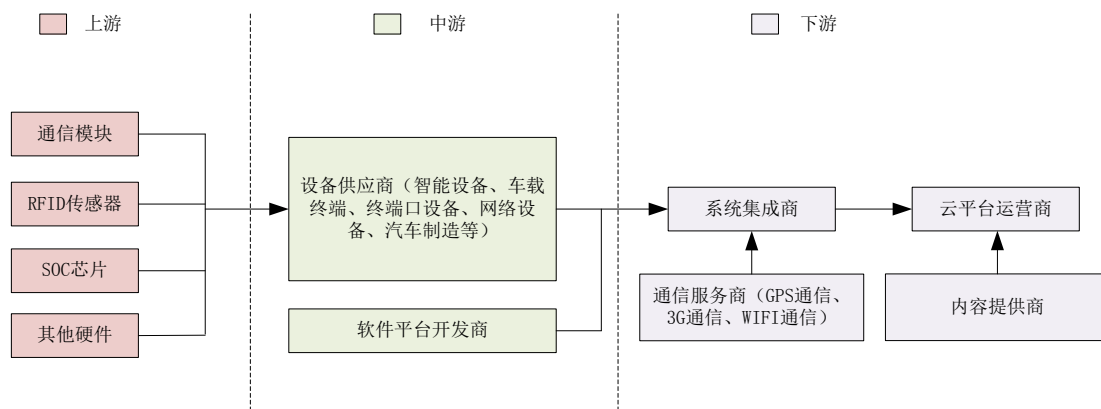 上游
中游
下游
通信模块
RFID传感器
SOC芯片
其他硬件
设备供应商（智能设备、车载
终端、终端口设备、网络设
备、汽车制造等）
软件平台开发商
系统集成商
云平台运营商
通信服务商（GPS通信、
3G通信、WIFI通信）
内容提供商